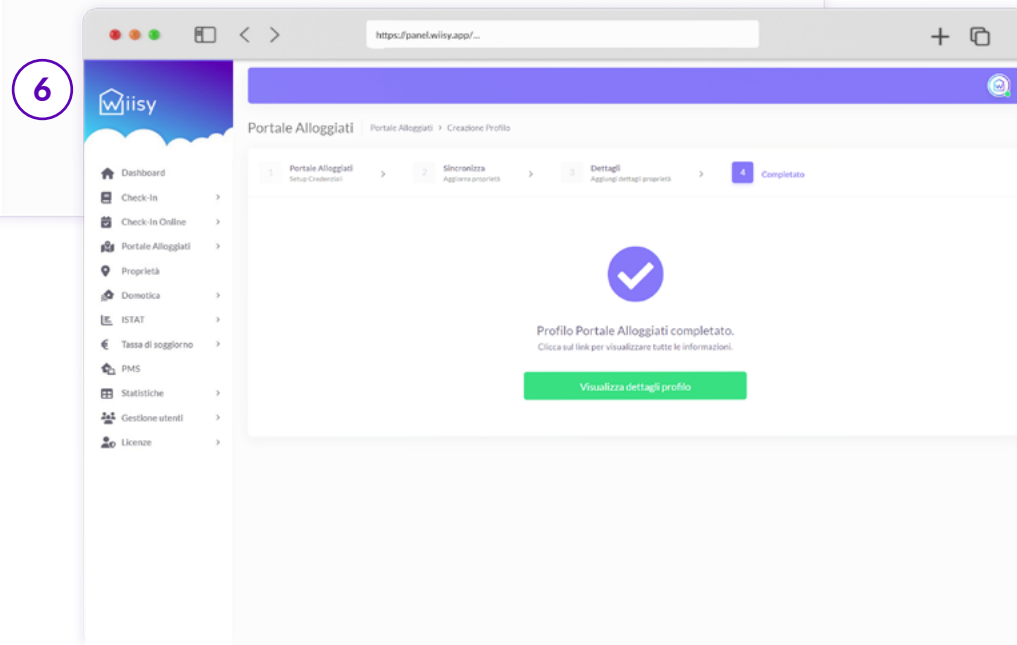 https://panel.wiisy.app/...
6
wiisy
Portale Alloggiati
Portale Alloggiati > Creazione Profilo
Dashboard
Check-In
Check-In Online
Portale Alloggiati
Proprietà
Domotica
ISTAT
Tassa di soggiorno
PMS
Statistiche
Gestione utenti
Licenze
1
Portale Alloggiati
Setup Credenziali
2
Sincronizza
Aggiorna proprietà
3
Dettagli
Aggiungi dettagli proprietà
4
Completato
Profilo Portale Alloggiati completato.
Clicca sul link per visualizzare tutte le informazioni.
Visualizza dettagli profilo